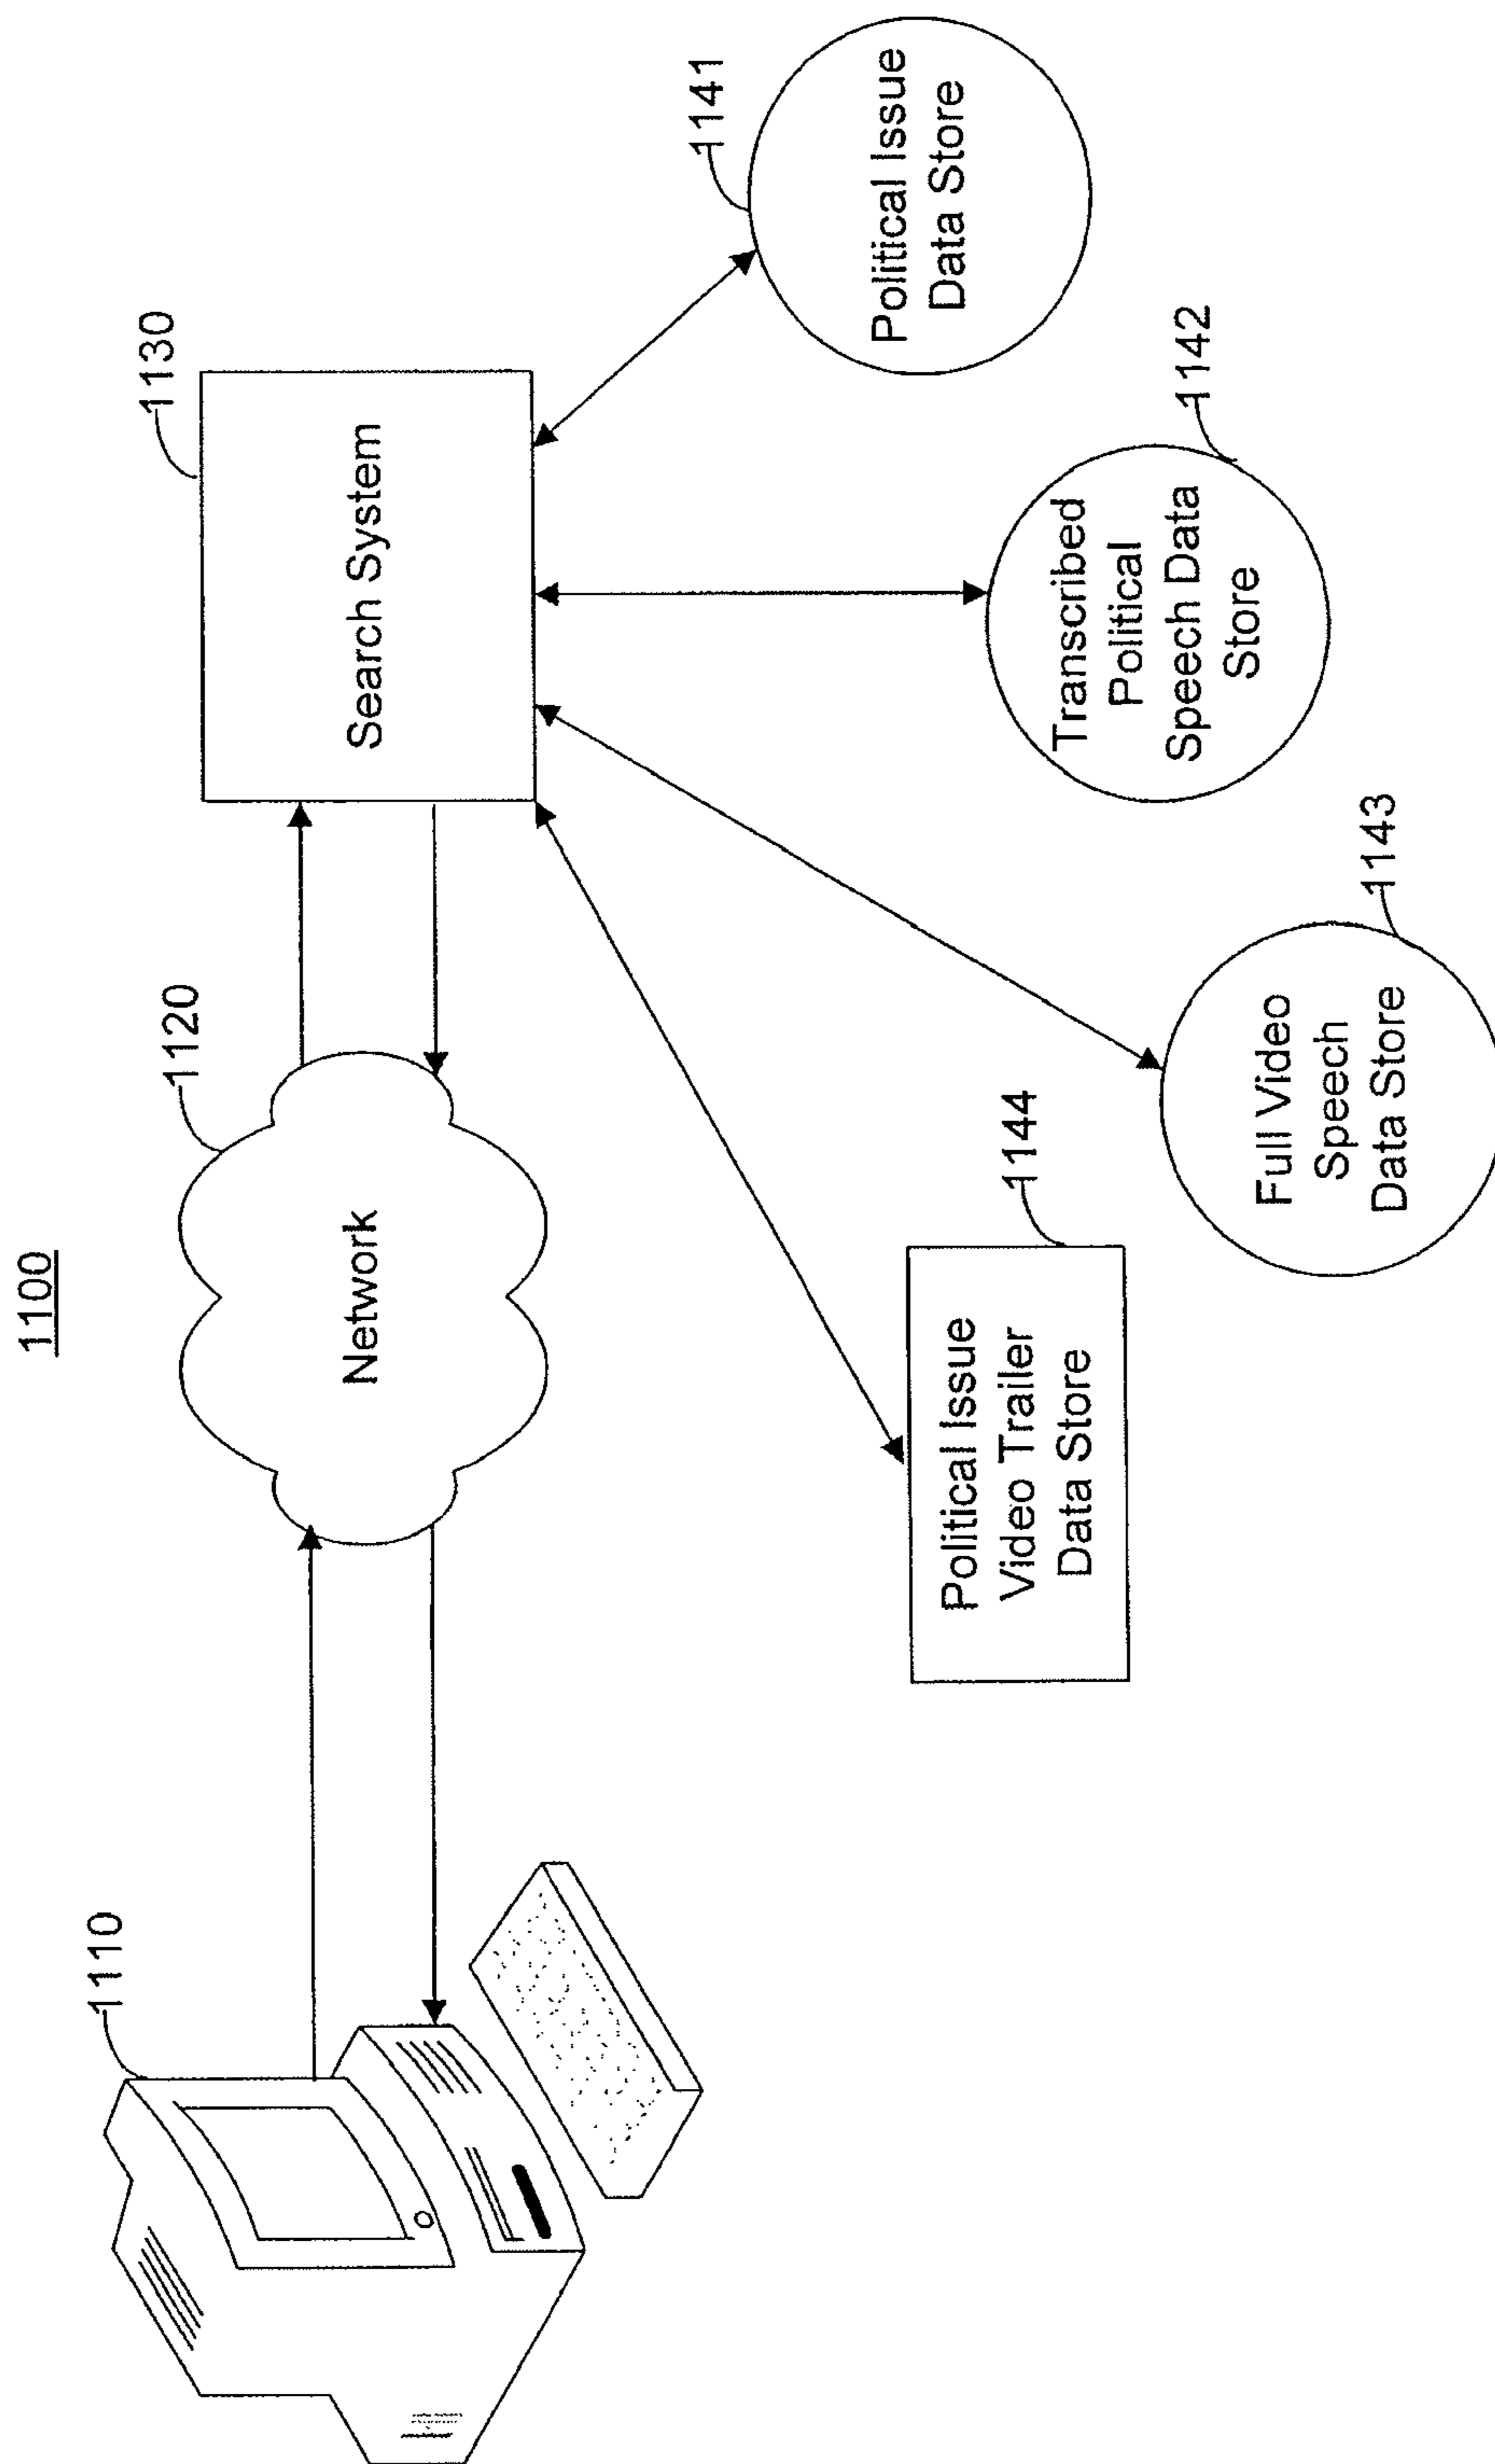 1100
1110
1120
Network
1130
Search System
1144
Political Issue
Video Trailer
Data Store
1143
Full Video
Speech
Data Store
1142
Transcribed
Political
Speech Data
Store
1141
Political Issue
Data Store